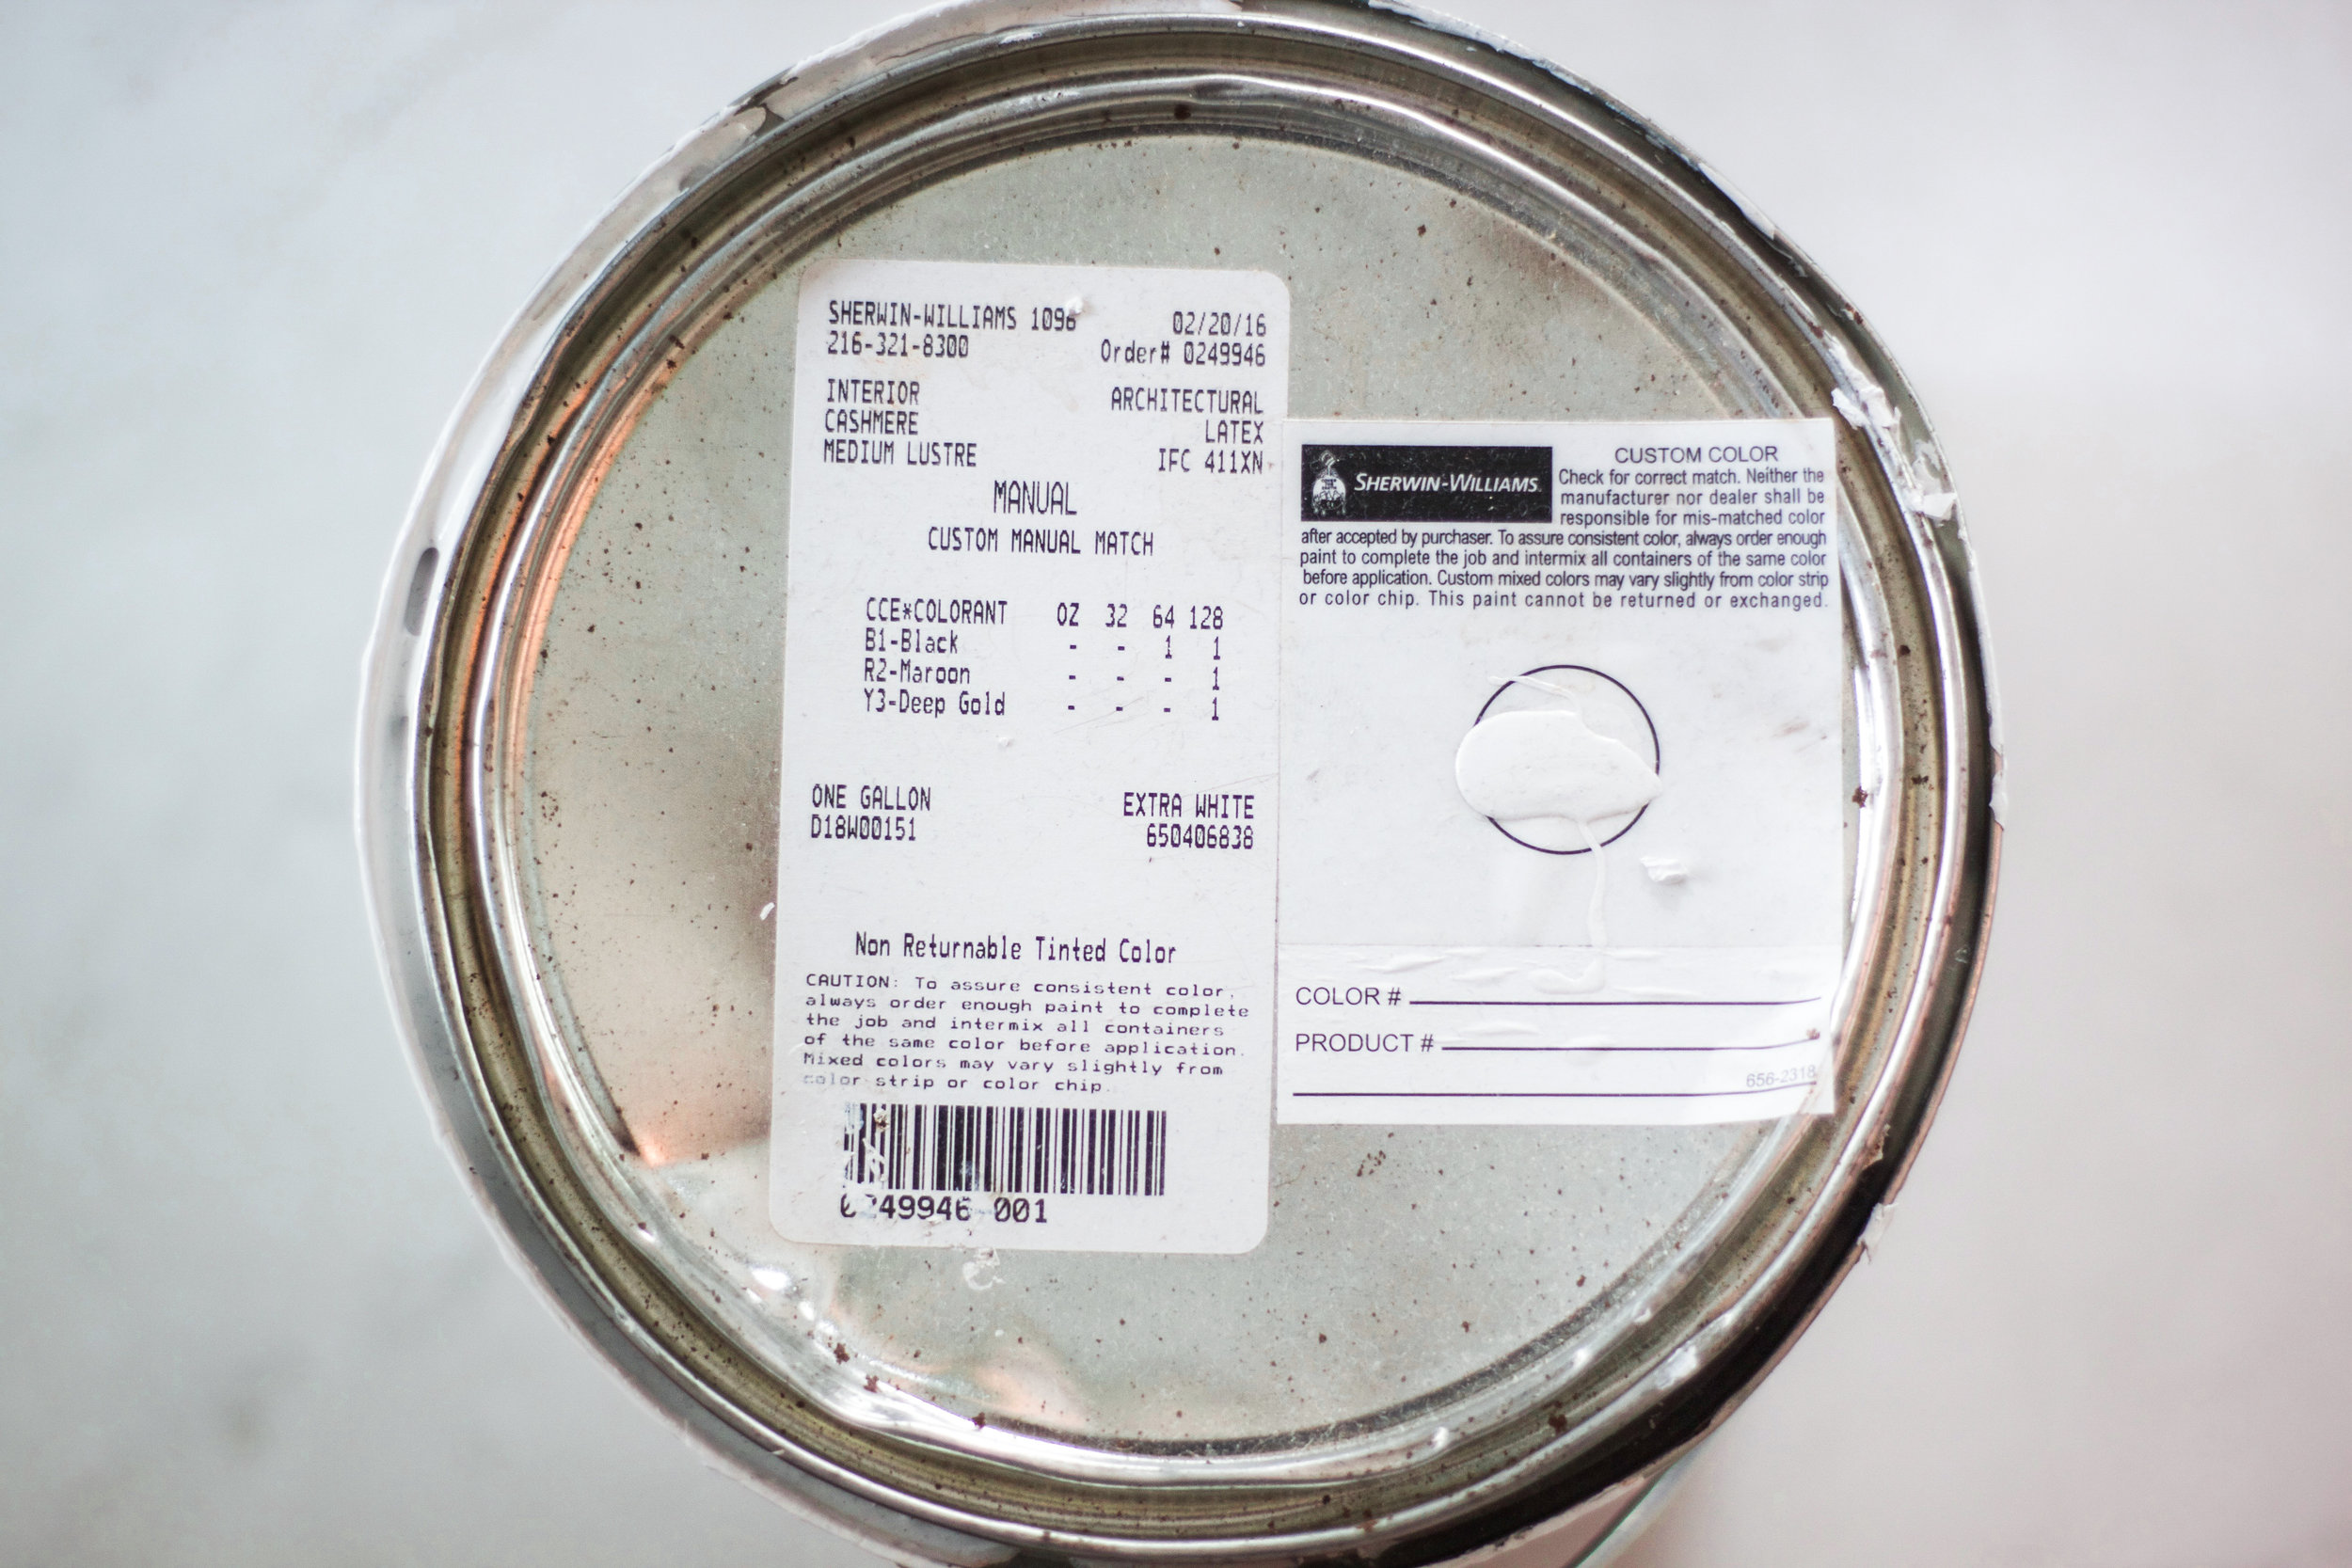 SHERWIN-WILLIAMS 1096 02/20/16
216-321-8300 Order# 0249946
INTERIOR ARCHITECTURAL
CASHMERE LATEX
MEDIUM LUSTRE IFC 411XN
MANUAL
CUSTOM MANUAL MATCH
CCE*COLORANT OZ 32 64 128
B1-Black - - 1 1
R2-Maroon - - - 1
Y3-Deep Gold - - - 1
ONE GALLON EXTRA WHITE
D18W00151 650406838
Non Returnable Tinted Color
CAUTION: To assure consistent color,
always order enough paint to complete
the job and intermix all containers
of the same color before application.
Mixed colors may vary slightly from
color strip or color chip.
0249946 001
SHERWIN-WILLIAMS.
CUSTOM COLOR
Check for correct match. Neither the
manufacturer nor dealer shall be
responsible for mis-matched color
after accepted by purchaser. To assure consistent color, always order enough
paint to complete the job and intermix all containers of the same color
before application. Custom mixed colors may vary slightly from color strip
or color chip. This paint cannot be returned or exchanged.
COLOR #
PRODUCT #
656-2318